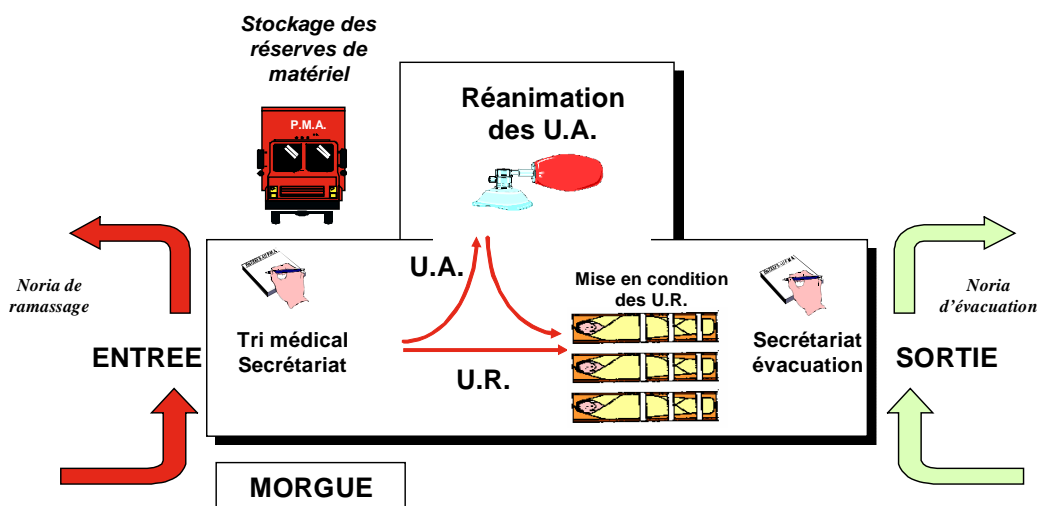 Stockage des
réserves de
matériel
P.M.A.
Réanimation
des U.A.
U.A.
Noria de
ramassage
ENTREE
Tri médical
Secrétariat
U.R.
Mise en condition
des U.R.
Secrétariat
évacuation
Noria
d'évacuation
SORTIE
MORGUE